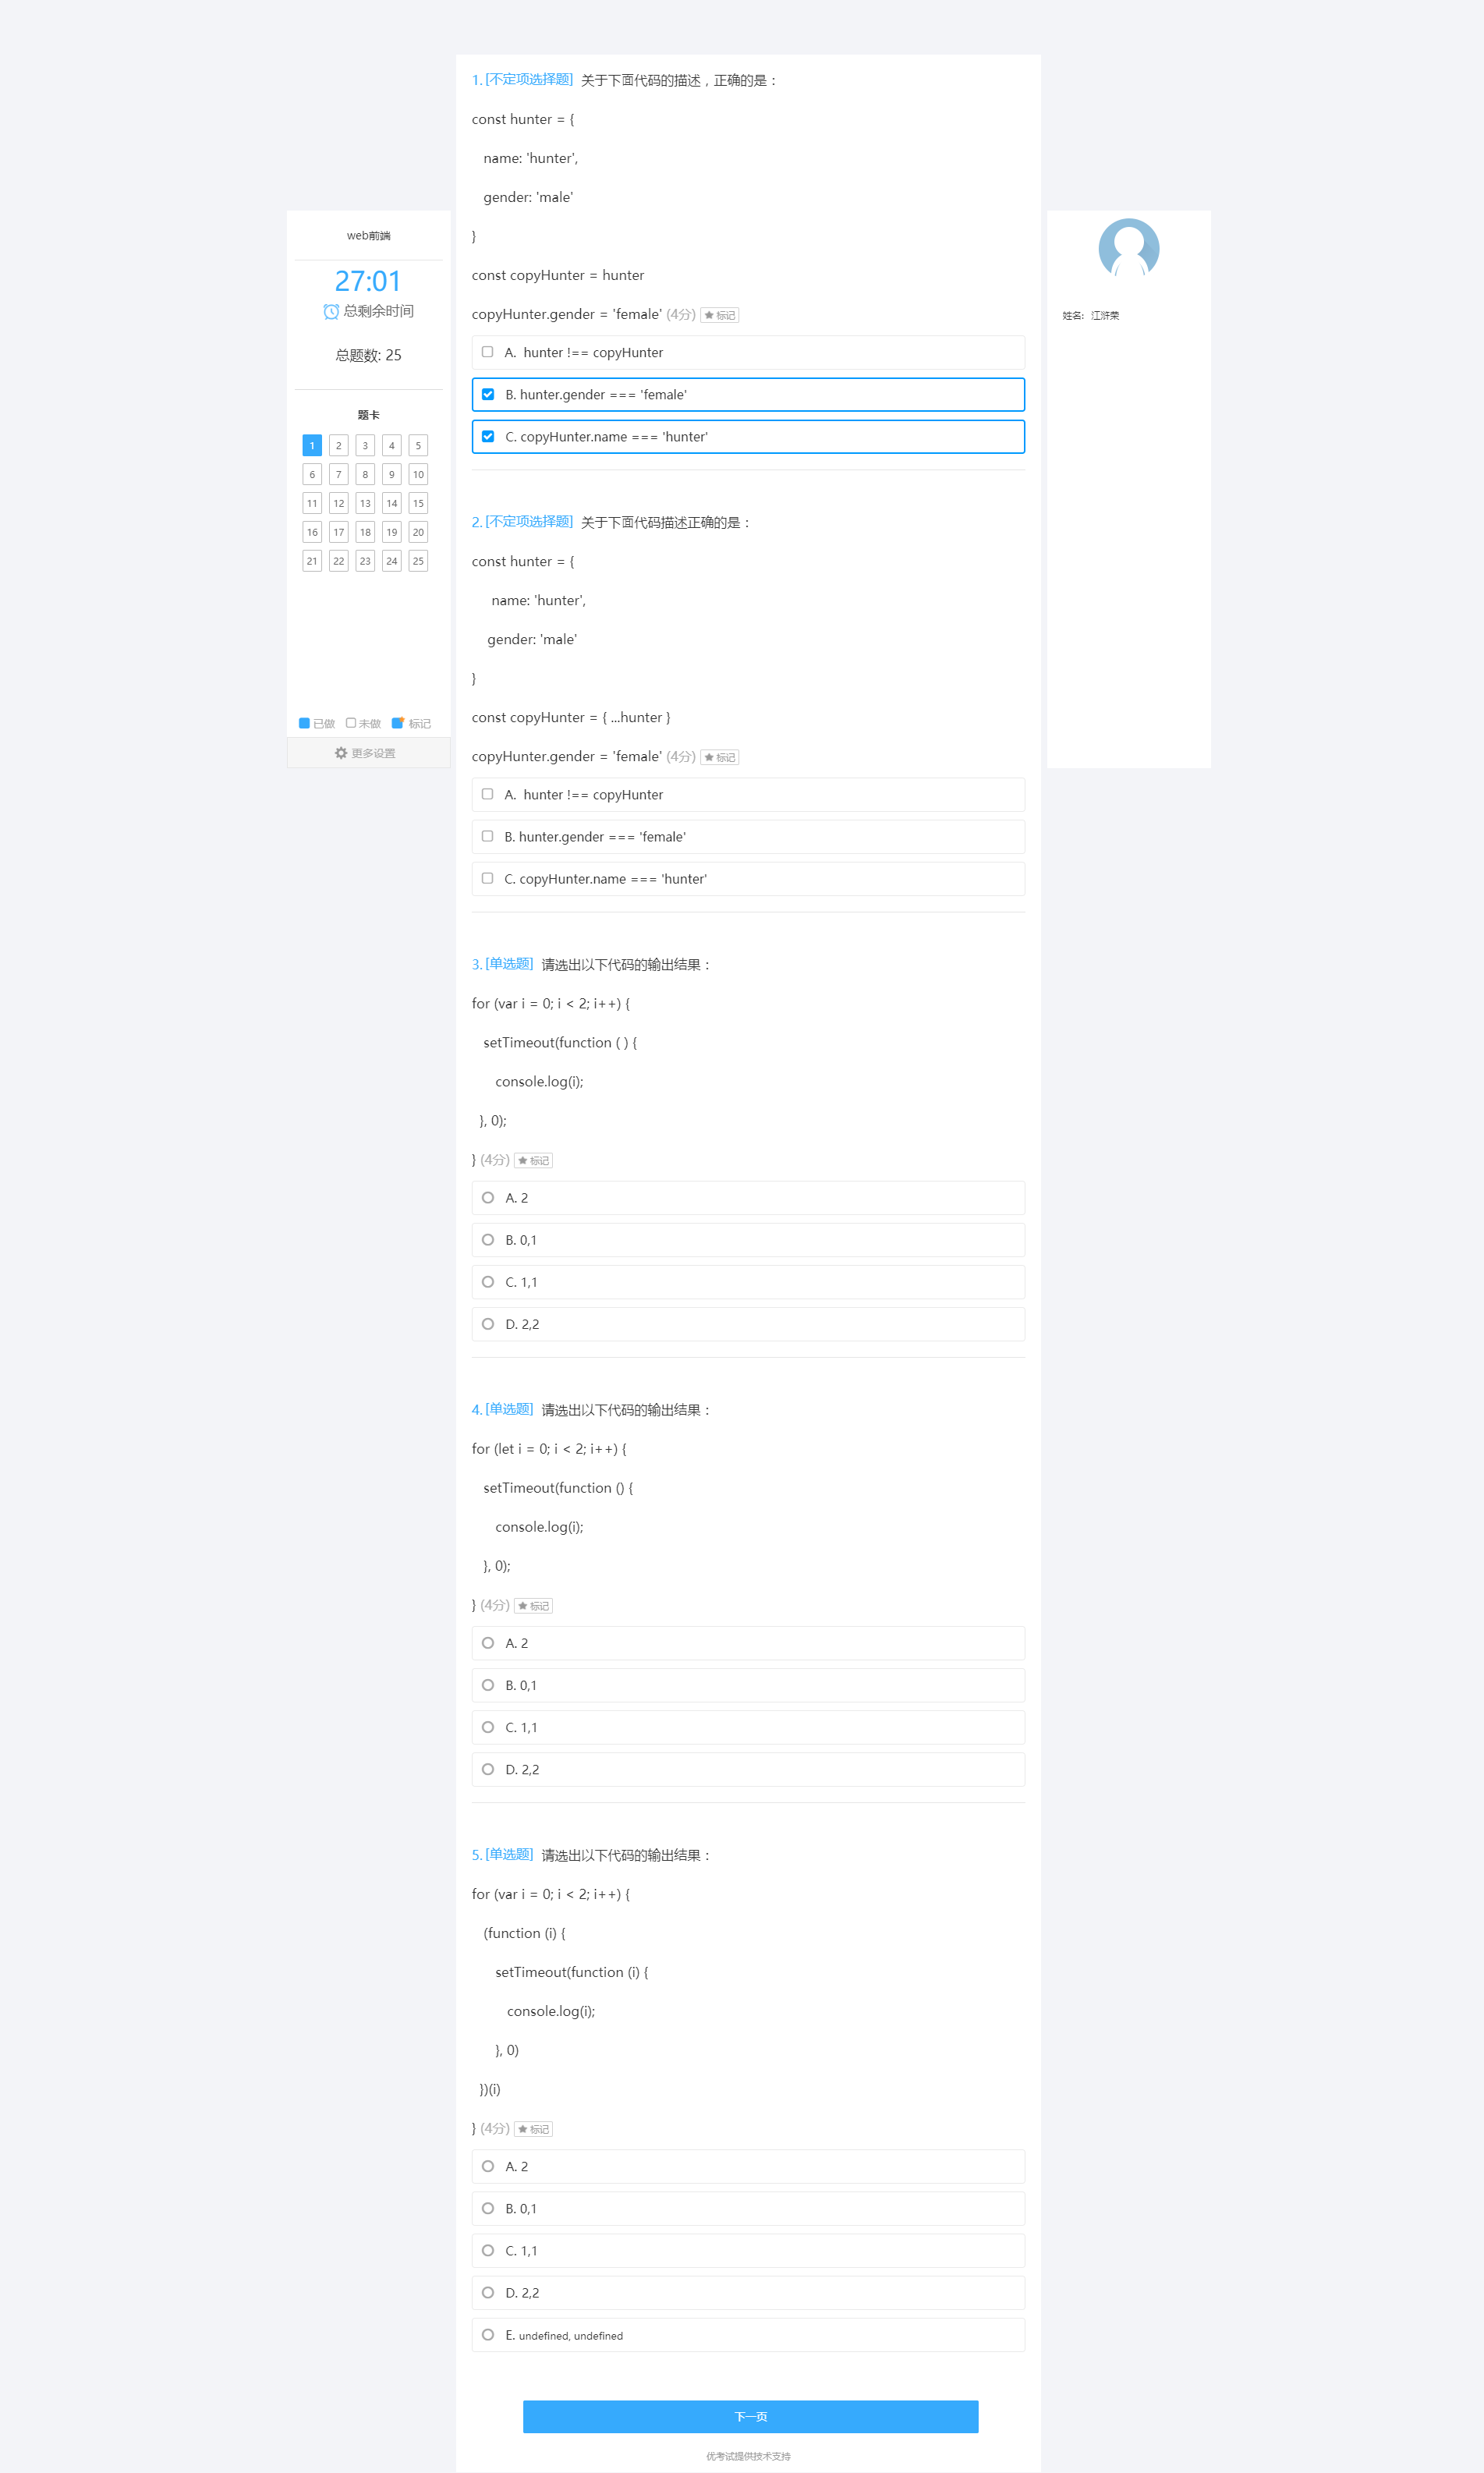 web前端
27:01
总剩余时间
总题数: 25
题卡
1 2 3 4 5
6 7 8 9 10
11 12 13 14 15
16 17 18 19 20
21 22 23 24 25
已做 未做 标记
更多设置
1. [不定项选择题] 关于下面代码的描述，正确的是：
const hunter = {
name: 'hunter',
gender: 'male'
}
const copyHunter = hunter
copyHunter.gender = 'female' (4分) 标记
A. hunter !== copyHunter
B. hunter.gender === 'female'
C. copyHunter.name === 'hunter'
2. [不定项选择题] 关于下面代码描述正确的是：
const hunter = {
name: 'hunter',
gender: 'male'
}
const copyHunter = { ...hunter }
copyHunter.gender = 'female' (4分) 标记
A. hunter !== copyHunter
B. hunter.gender === 'female'
C. copyHunter.name === 'hunter'
3. [单选题] 请选出以下代码的输出结果：
for (var i = 0; i < 2; i++) {
setTimeout(function ( ) {
console.log(i);
}, 0);
} (4分) 标记
A. 2
B. 0,1
C. 1,1
D. 2,2
4. [单选题] 请选出以下代码的输出结果：
for (let i = 0; i < 2; i++) {
setTimeout(function () {
console.log(i);
}, 0);
} (4分) 标记
A. 2
B. 0,1
C. 1,1
D. 2,2
5. [单选题] 请选出以下代码的输出结果：
for (var i = 0; i < 2; i++) {
(function (i) {
setTimeout(function (i) {
console.log(i);
}, 0)
})(i)
} (4分) 标记
A. 2
B. 0,1
C. 1,1
D. 2,2
E. undefined, undefined
下一页
优考试提供技术支持
姓名: 江浒荣